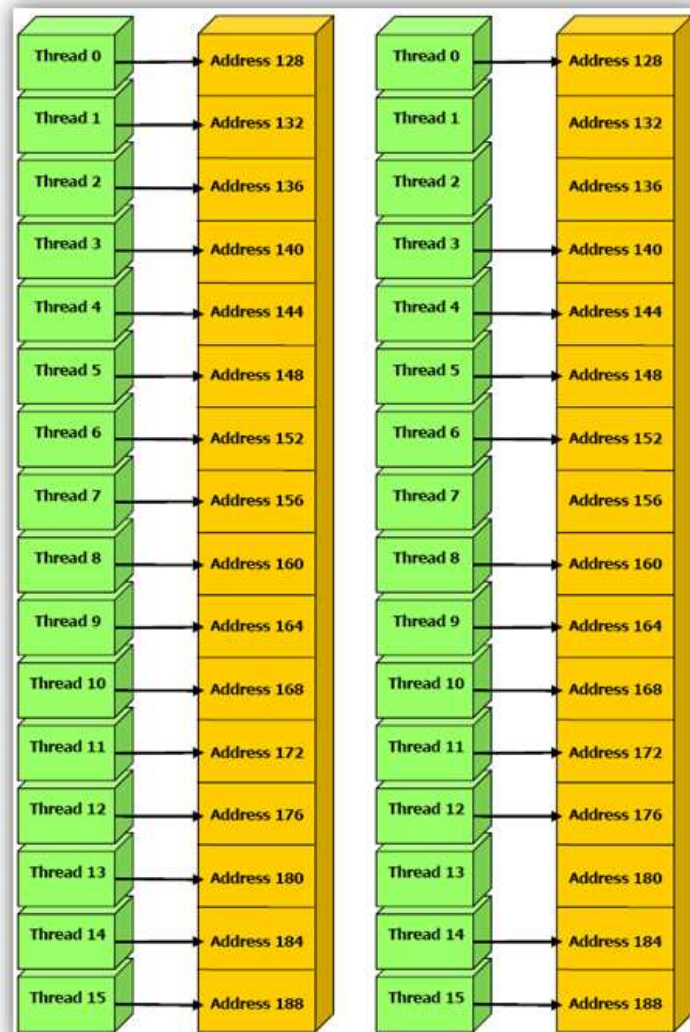 Thread 0 Address 128 Thread 0 Address 128
Thread 1 Address 132 Thread 1 Address 132
Thread 2 Address 136 Thread 2 Address 136
Thread 3 Address 140 Thread 3 Address 140
Thread 4 Address 144 Thread 4 Address 144
Thread 5 Address 148 Thread 5 Address 148
Thread 6 Address 152 Thread 6 Address 152
Thread 7 Address 156 Thread 7 Address 156
Thread 8 Address 160 Thread 8 Address 160
Thread 9 Address 164 Thread 9 Address 164
Thread 10 Address 168 Thread 10 Address 168
Thread 11 Address 172 Thread 11 Address 172
Thread 12 Address 176 Thread 12 Address 176
Thread 13 Address 180 Thread 13 Address 180
Thread 14 Address 184 Thread 14 Address 184
Thread 15 Address 188 Thread 15 Address 188